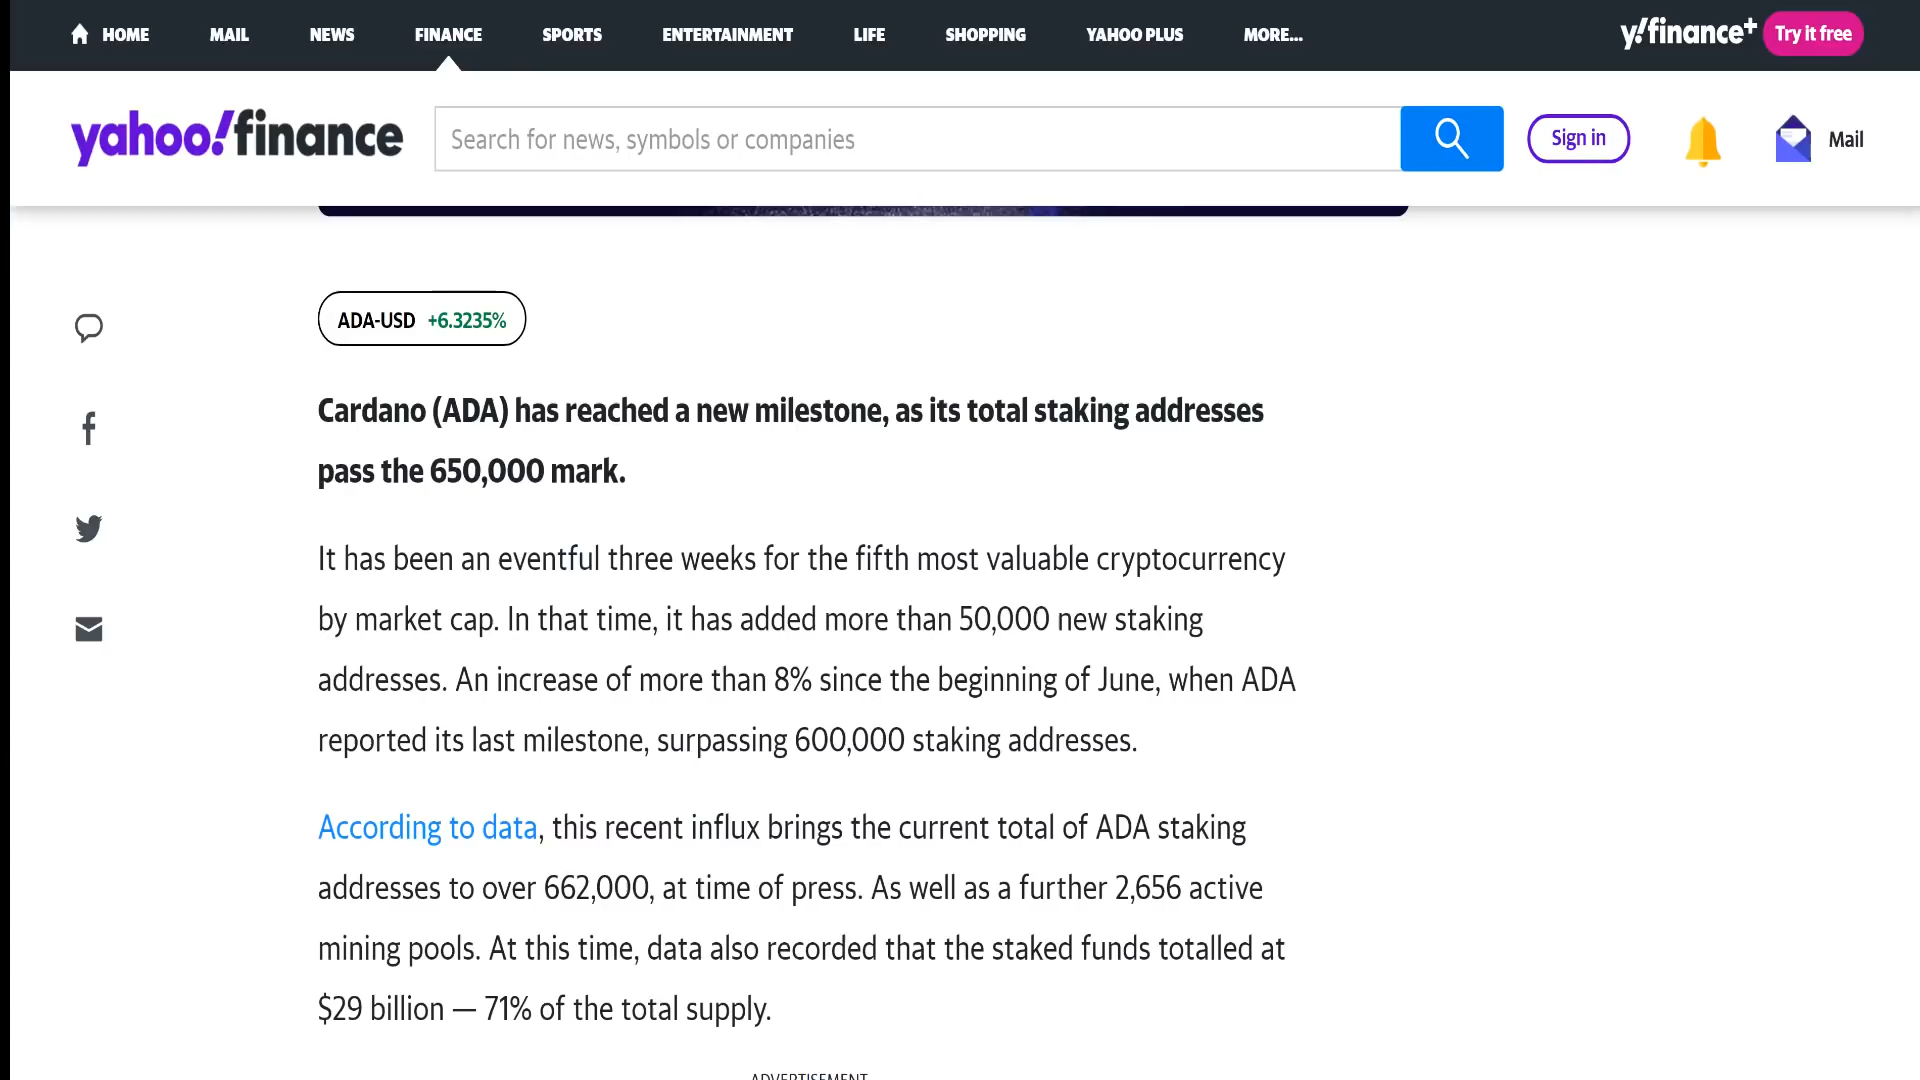 HOME MAIL NEWS FINANCE SPORTS ENTERTAINMENT LIFE SHOPPING YAHOO PLUS MORE... y!finance+ Try it free
yahoo!finance Search for news, symbols or companies Sign in Mail
ADA-USD +6.3235%
Cardano (ADA) has reached a new milestone, as its total staking addresses
pass the 650,000 mark.
It has been an eventful three weeks for the fifth most valuable cryptocurrency
by market cap. In that time, it has added more than 50,000 new staking
addresses. An increase of more than 8% since the beginning of June, when ADA
reported its last milestone, surpassing 600,000 staking addresses.
According to data, this recent influx brings the current total of ADA staking
addresses to over 662,000, at time of press. As well as a further 2,656 active
mining pools. At this time, data also recorded that the staked funds totalled at
$29 billion — 71% of the total supply.
ADVERTISEMENT